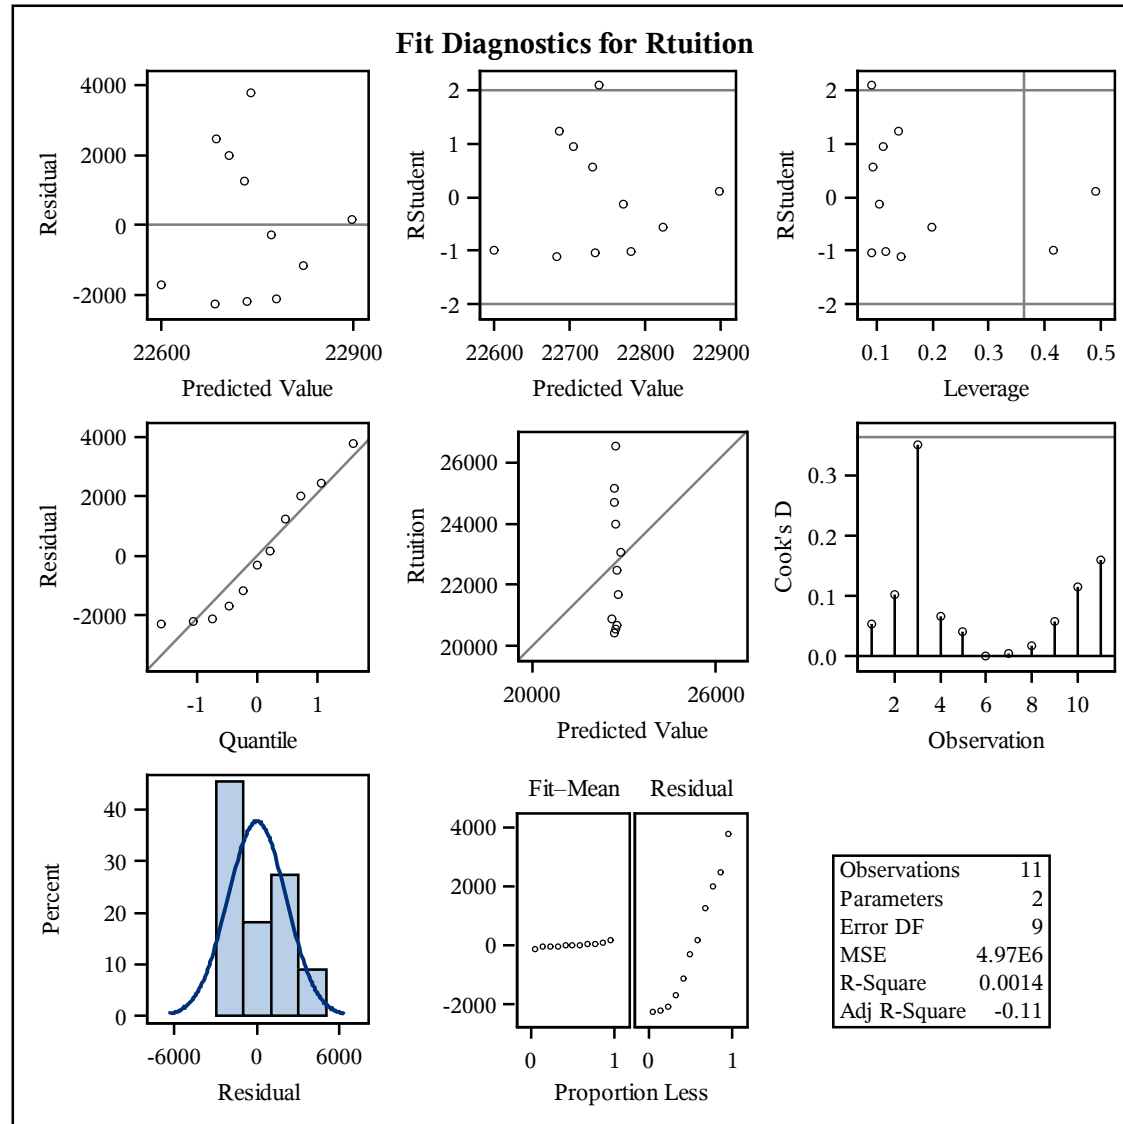 Fit Diagnostics for Rtuition
4000
2000
0
-2000
Residual
22600 22900
Predicted Value
2
1
0
-1
-2
RStudent
22600 22700 22800 22900
Predicted Value
2
1
0
-1
-2
RStudent
0.1 0.2 0.3 0.4 0.5
Leverage
4000
2000
0
-2000
Residual
-1 0 1
Quantile
26000
24000
22000
20000
Rtuition
20000 26000
Predicted Value
0.3
0.2
0.1
0.0
Cook's D
2 4 6 8 10
Observation
40
30
20
10
0
Percent
-6000 0 6000
Residual
Fit–Mean Residual
4000
2000
0
-2000
0 1 0 1
Proportion Less
Observations 11
Parameters 2
Error DF 9
MSE 4.97E6
R-Square 0.0014
Adj R-Square -0.11